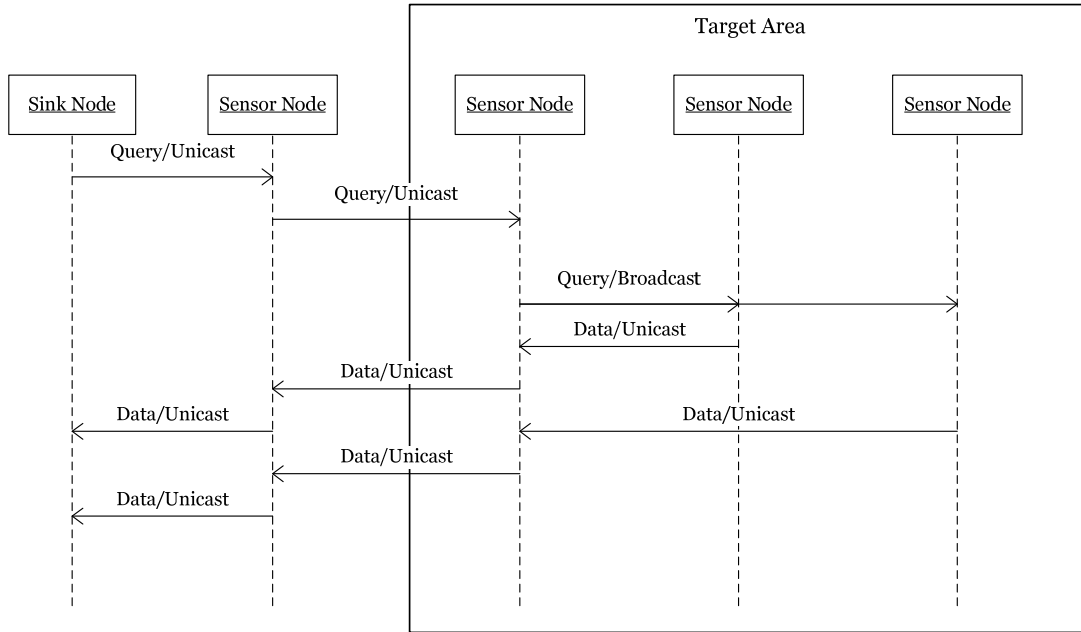 Target Area
Sink Node
Sensor Node
Sensor Node
Sensor Node
Sensor Node
Query/Unicast
Query/Unicast
Query/Broadcast
Data/Unicast
Data/Unicast
Data/Unicast
Data/Unicast
Data/Unicast
Data/Unicast